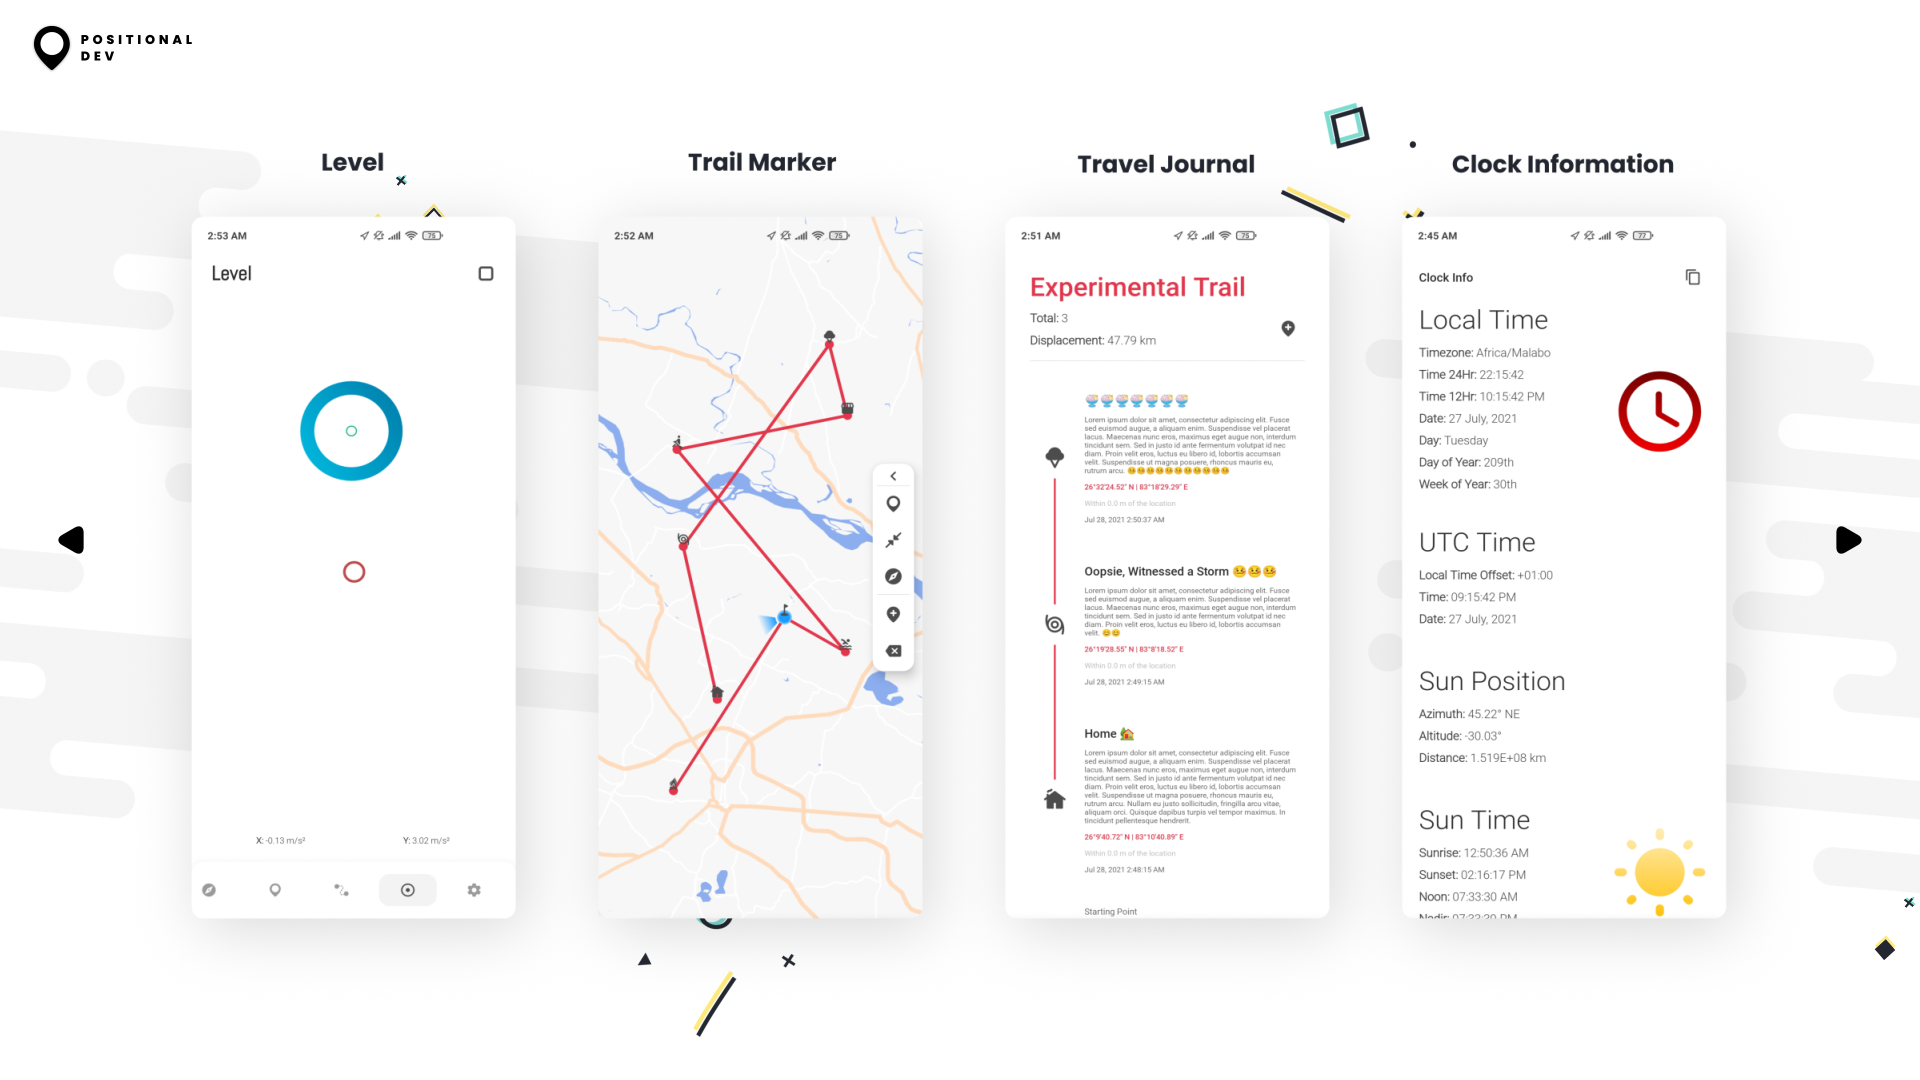 POSITIONAL
DEV
Level
Trail Marker
Travel Journal
Clock Information
2:53 AM
75
Level
X: -0.13 m/s²
Y: 3.02 m/s²
2:52 AM
75
2:51 AM
75
Experimental Trail
Total: 3
Displacement: 47.79 km
Lorem ipsum dolor sit amet, consectetur adipiscing elit. Fusce
sed euismod augue, a aliquam enim. Suspendisse vel placerat
lacus. Maecenas nunc eros, maximus eget augue non, interdum
tincidunt sem. Sed in justo id ante fermentum volutpat id nec
diam. Proin velit eros, luctus eu libero id, lobortis accumsan
velit. Suspendisse ut magna posuere, rhoncus mauris eu,
rutrum arcu.
26°32'24.52" N | 83°18'29.29" E
Within 0.0 m of the location
Jul 28, 2021 2:50:37 AM
Oopsie, Witnessed a Storm
Lorem ipsum dolor sit amet, consectetur adipiscing elit. Fusce
sed euismod augue, a aliquam enim. Suspendisse vel placerat
lacus. Maecenas nunc eros, maximus eget augue non, interdum
tincidunt sem. Sed in justo id ante fermentum volutpat id nec
diam. Proin velit eros, luctus eu libero id, lobortis accumsan
velit.
26°19'28.55" N | 83°8'18.52" E
Within 0.0 m of the location
Jul 28, 2021 2:49:15 AM
Home
Lorem ipsum dolor sit amet, consectetur adipiscing elit. Fusce
sed euismod augue, a aliquam enim. Suspendisse vel placerat
lacus. Maecenas nunc eros, maximus eget augue non, interdum
tincidunt sem. Sed in justo id ante fermentum volutpat id nec
diam. Proin velit eros, luctus eu libero id, lobortis accumsan
velit. Suspendisse ut magna posuere, rhoncus mauris eu,
rutrum arcu. Nullam eu justo sollicitudin, fringilla arcu vitae,
aliquam orci. Quisque dapibus turpis vel tempor maximus. In
tincidunt pellentesque hendrerit.
26°9'40.72" N | 83°10'40.89" E
Within 0.0 m of the location
Jul 28, 2021 2:48:15 AM
Starting Point
2:45 AM
77
Clock Info
Local Time
Timezone: Africa/Malabo
Time 24Hr: 22:15:42
Time 12Hr: 10:15:42 PM
Date: 27 July, 2021
Day: Tuesday
Day of Year: 209th
Week of Year: 30th
UTC Time
Local Time Offset: +01:00
Time: 09:15:42 PM
Date: 27 July, 2021
Sun Position
Azimuth: 45.22° NE
Altitude: -30.03°
Distance: 1.519E+08 km
Sun Time
Sunrise: 12:50:36 AM
Sunset: 02:16:17 PM
Noon: 07:33:30 AM
Nadir: 07:33:30 PM